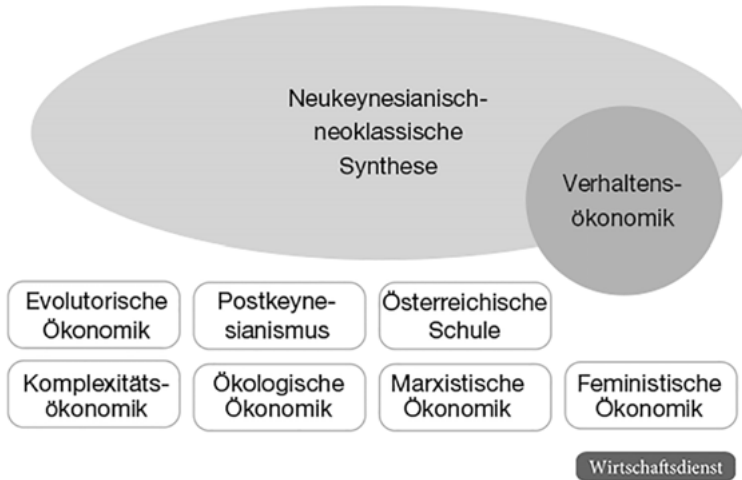 Neukeynesianisch-
neoklassische
Synthese
Verhaltens-
ökonomik
Evolutorische
Ökonomik
Postkeyne-
sianismus
Österreichische
Schule
Komplexitäts-
ökonomik
Ökologische
Ökonomik
Marxistische
Ökonomik
Feministische
Ökonomik
Wirtschaftsdienst